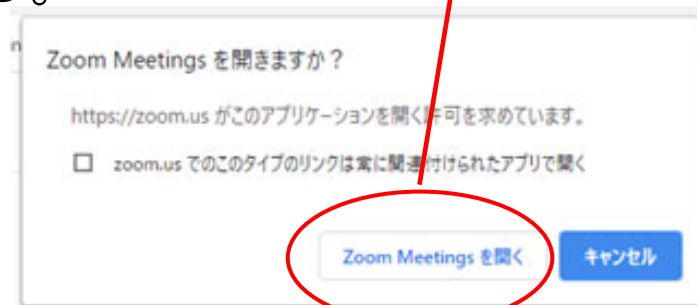 す。
Zoom Meetings を開きますか？
https://zoom.us がこのアプリケーションを開く許可を求めています。
zoom.us でのこのタイプのリンクは常に関連付けられたアプリで開く
Zoom Meetings を開く
キャンセル